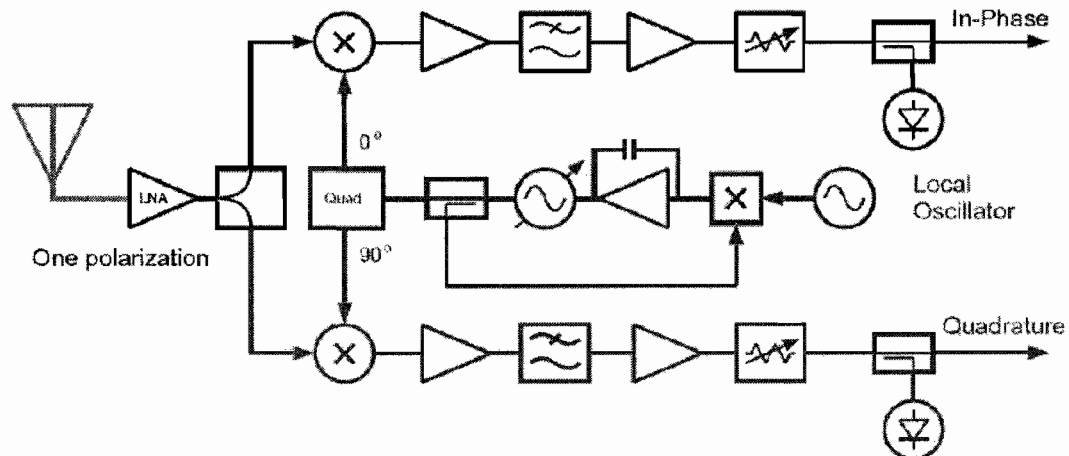 In-Phase
0°
LNA
Quad
Local
Oscillator
One polarization
90°
Quadrature